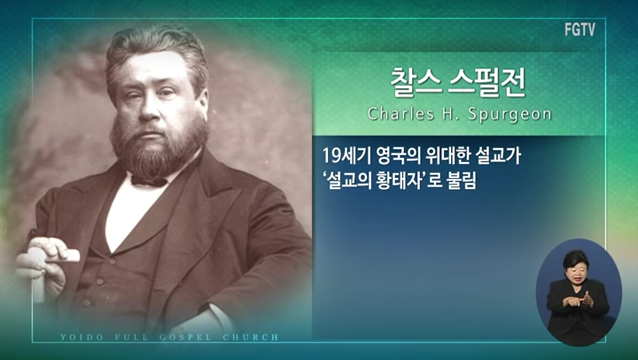 FGTV
찰스 스펄전
Charles H. Spurgeon
19세기 영국의 위대한 설교가
‘설교의 황태자’로 불림
YOIDO FULL GOSPEL CHURCH